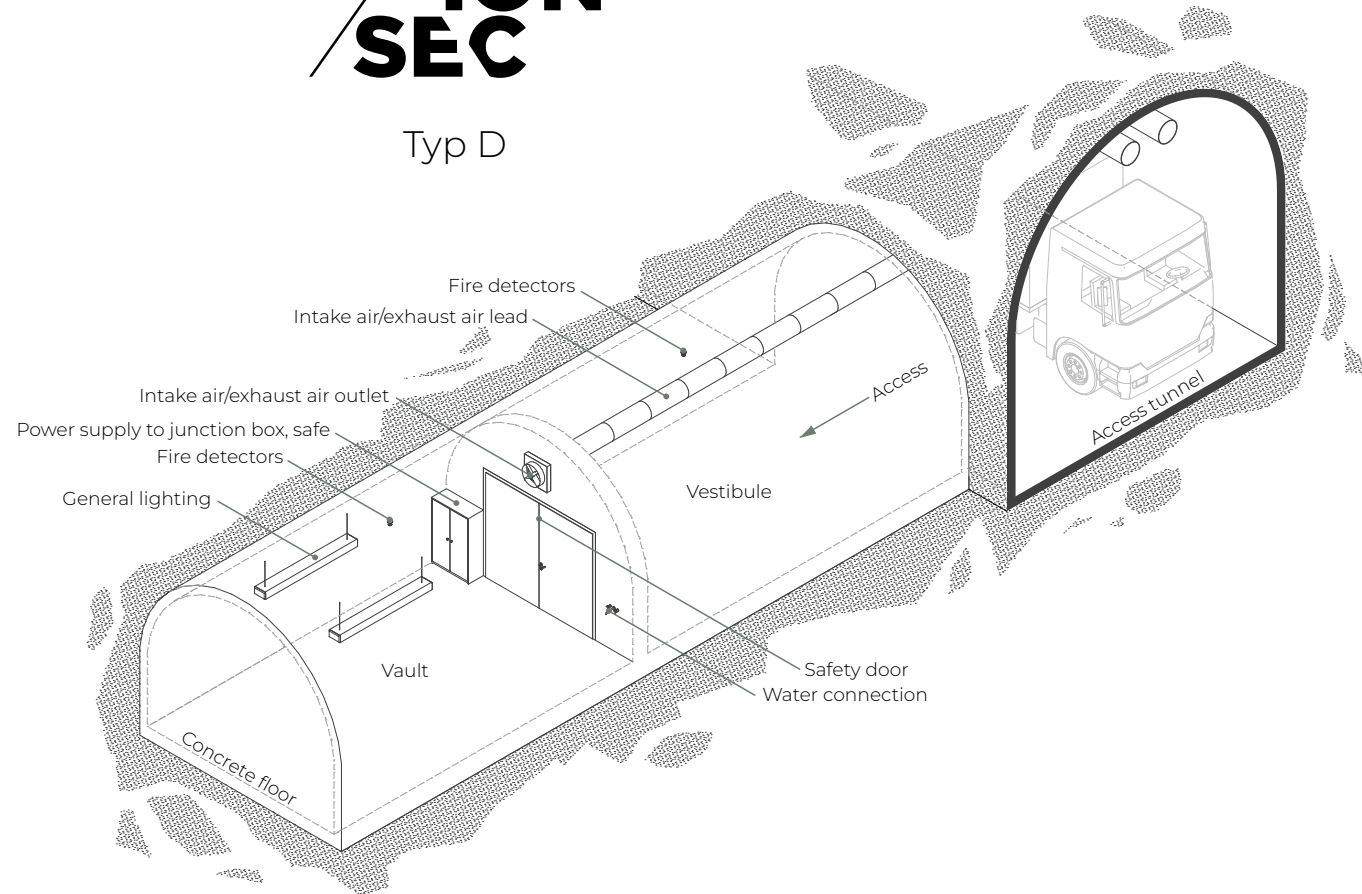 SEC
Typ D
Fire detectors
Intake air/exhaust air lead
Intake air/exhaust air outlet
Power supply to junction box, safe
Fire detectors
General lighting
Access
Access tunnel
Vestibule
Vault
Safety door
Water connection
Concrete floor